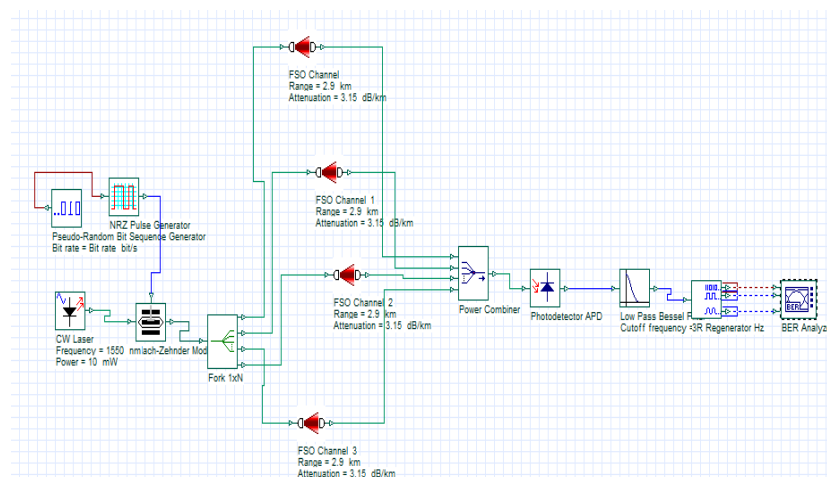 FSO Channel
Range = 2.9 km
Attenuation = 3.15 dB/km
FSO Channel 1
Range = 2.9 km
Attenuation = 3.15 dB/km
..010
NRZ Pulse Generator
Pseudo-Random Bit Sequence Generator
Bit rate = Bit rate bit/s
FSO Channel 2
Range = 2.9 km
Attenuation = 3.15 dB/km
Power Combiner
Photodetector APD
Low Pass Bessel
Cutoff frequency
3R Regenerator Hz
BER
BER Analyz
CW Laser
Frequency = 1550
Power = 10 mW
ach-Zehnder Mod
Fork 1xN
FSO Channel 3
Range = 2.9 km
Attenuation = 3.15 dB/km